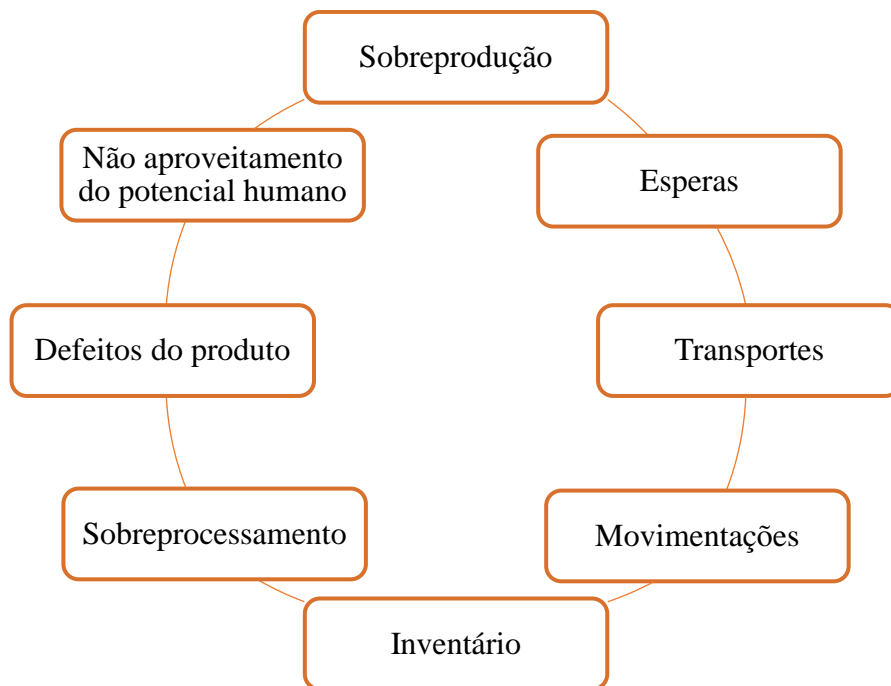 Sobreprodução
Esperas
Transportes
Movimentações
Inventário
Sobreprocessamento
Defeitos do produto
Não aproveitamento
do potencial humano